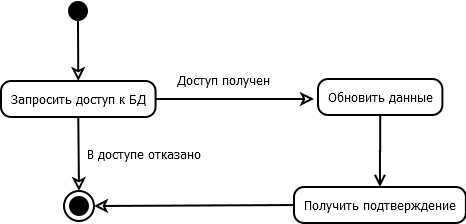 Доступ получен
Запросить доступ к БД
Обновить данные
В доступе отказано
Получить подтверждение